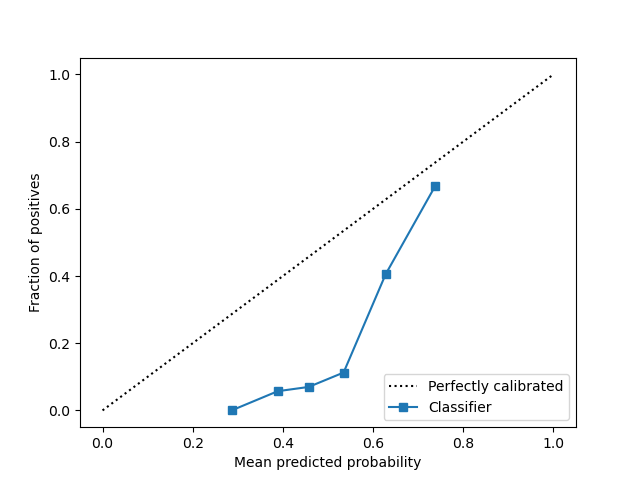 1.0
0.8
0.6
0.4
0.2
0.0
Fraction of positives
0.0 0.2 0.4 0.6 0.8 1.0
Mean predicted probability
Perfectly calibrated
Classifier